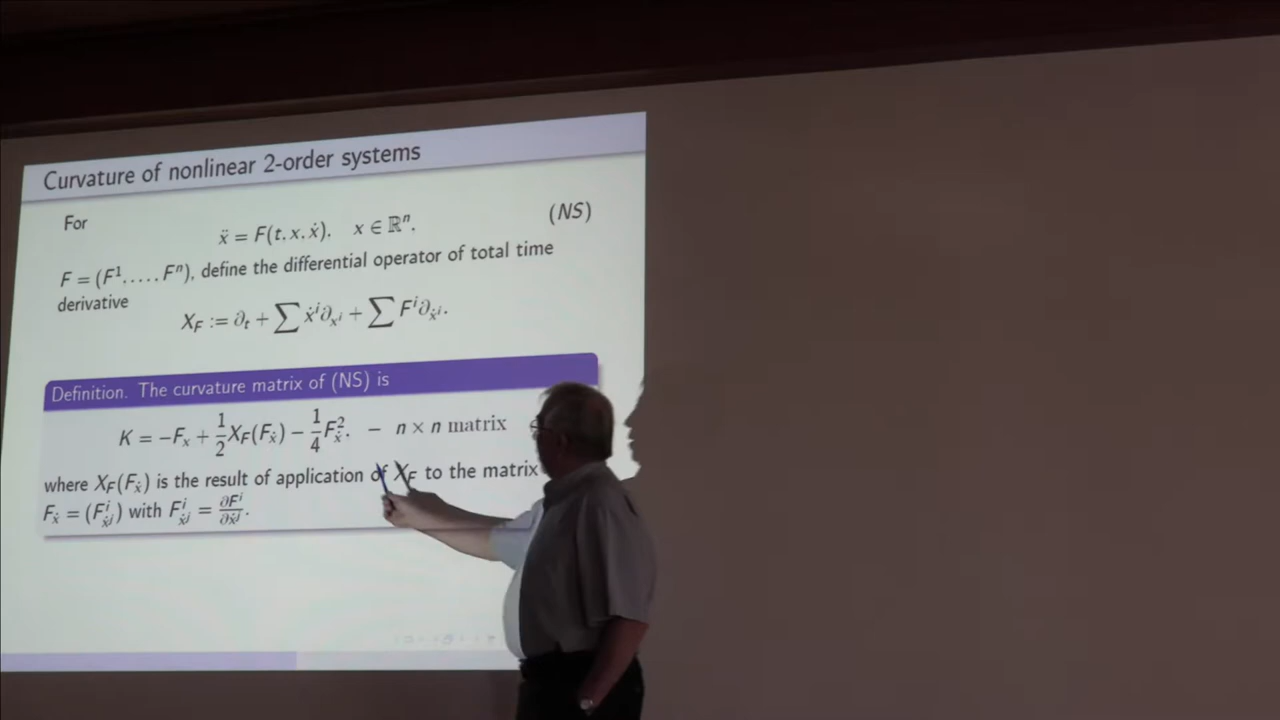 Curvature of nonlinear 2-order systems
For
ẍ = F(t, x, ẋ), x ∈ ℝⁿ, (NS)
F = (F¹, . . . , Fⁿ), define the differential operator of total time
derivative
X_F := ∂_t + ∑ ẋⁱ∂_{xⁱ} + ∑ Fⁱ∂_{ẋⁱ}.
Definition. The curvature matrix of (NS) is
K = −F_x + ½X_F(F_ẋ) − ¼F²_ẋ. – n × n matrix
where X_F(F_ẋ) is the result of application of X_F to the matrix
F_ẋ = (Fⁱ_{ẋʲ}) with Fⁱ_{ẋʲ} = ∂Fⁱ/∂ẋʲ.